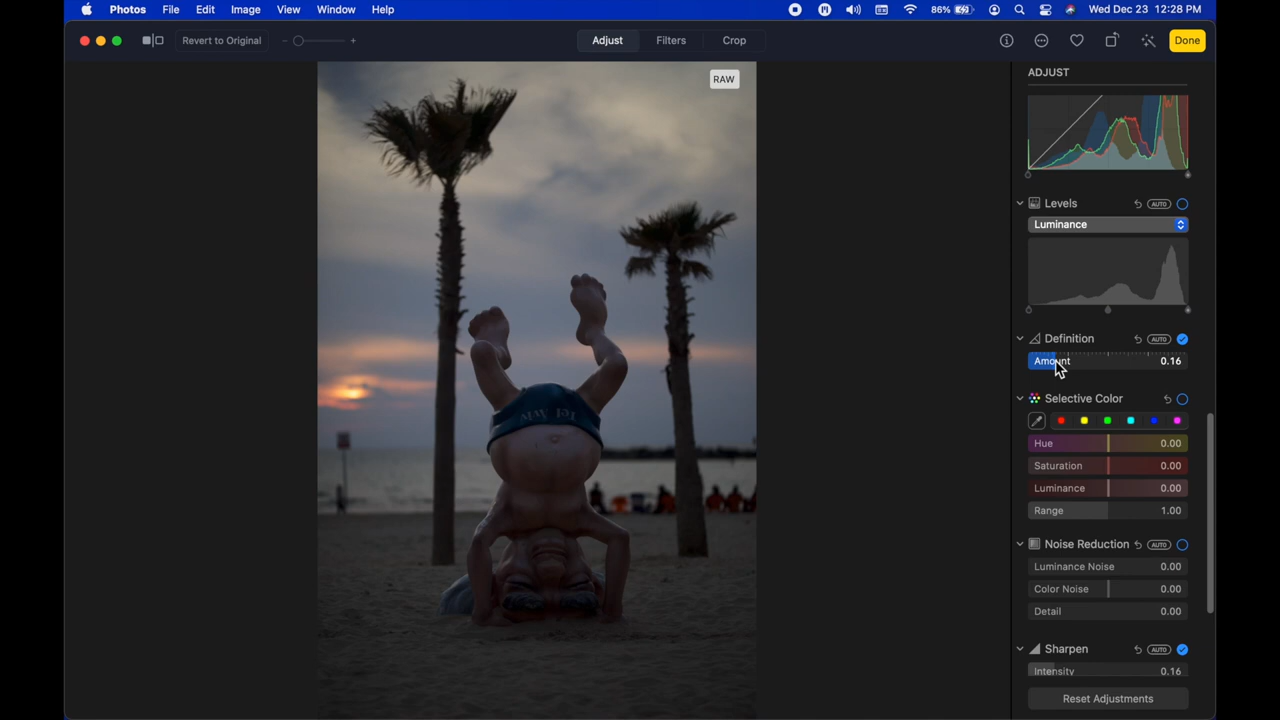 Photos File Edit Image View Window Help 86% Wed Dec 23 12:28 PM
Revert to Original - + Adjust Filters Crop Done
RAW
ADJUST
Levels AUTO
Luminance
Definition AUTO
Amount 0.16
Selective Color
Hue 0.00
Saturation 0.00
Luminance 0.00
Range 1.00
Noise Reduction AUTO
Luminance Noise 0.00
Color Noise 0.00
Detail 0.00
Sharpen AUTO
Intensity 0.16
Reset Adjustments